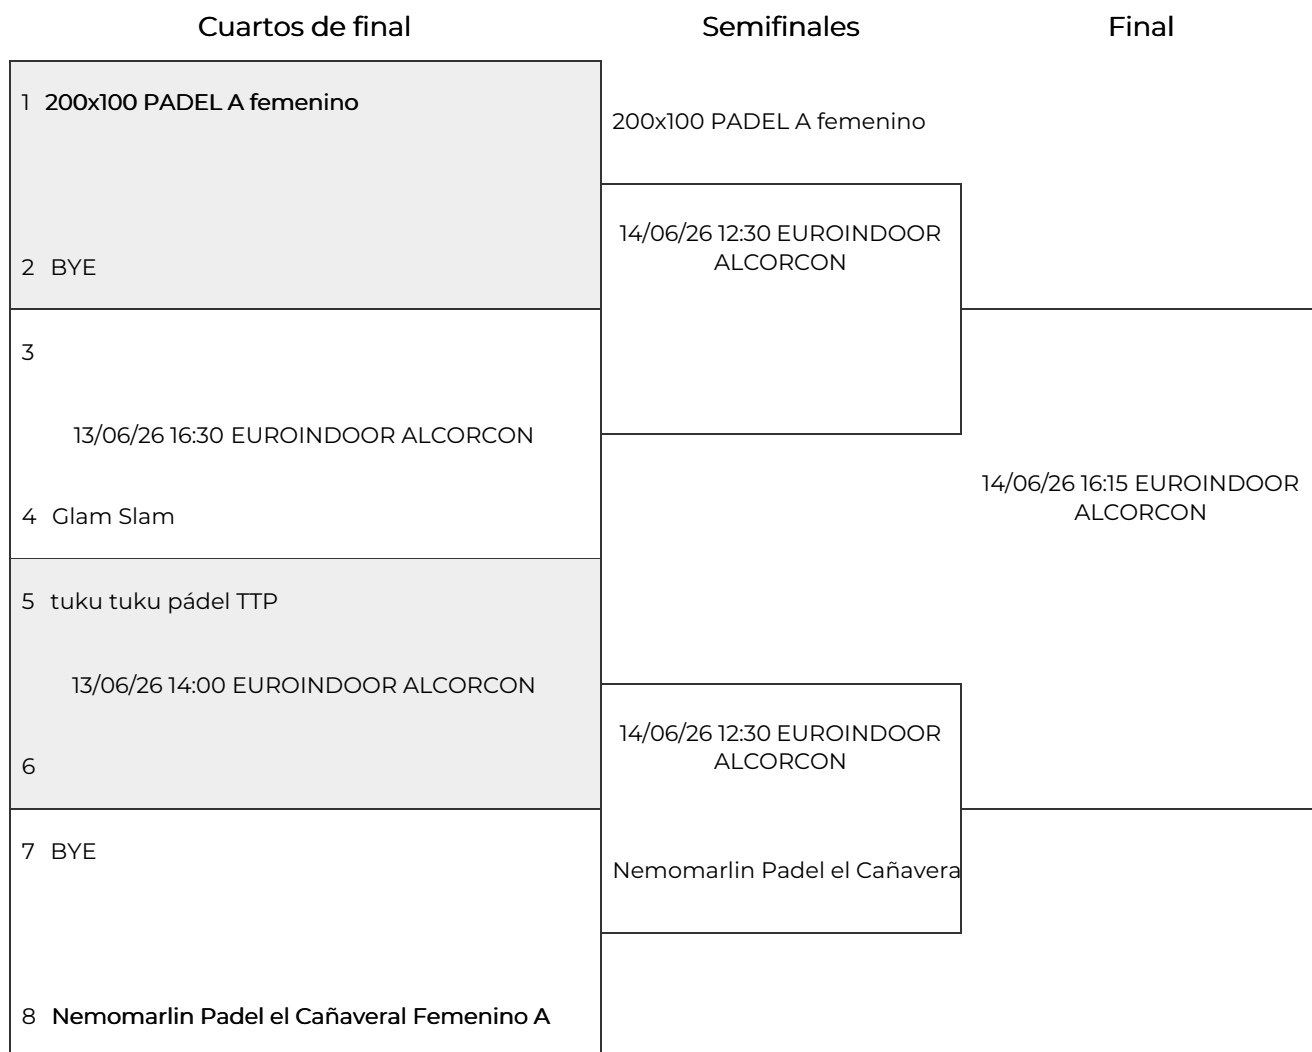 Cuartos de final
Semifinales
Final
1 200x100 PADEL A femenino
2 BYE
3
13/06/26 16:30 EUROINDOOR ALCORCON
4 Glam Slam
5 tuku tuku pádel TTP
13/06/26 14:00 EUROINDOOR ALCORCON
6
7 BYE
8 Nemomarlin Padel el Cañaveral Femenino A
200x100 PADEL A femenino
14/06/26 12:30 EUROINDOOR
ALCORCON
14/06/26 12:30 EUROINDOOR
ALCORCON
Nemomarlin Padel el Cañavera
14/06/26 16:15 EUROINDOOR
ALCORCON